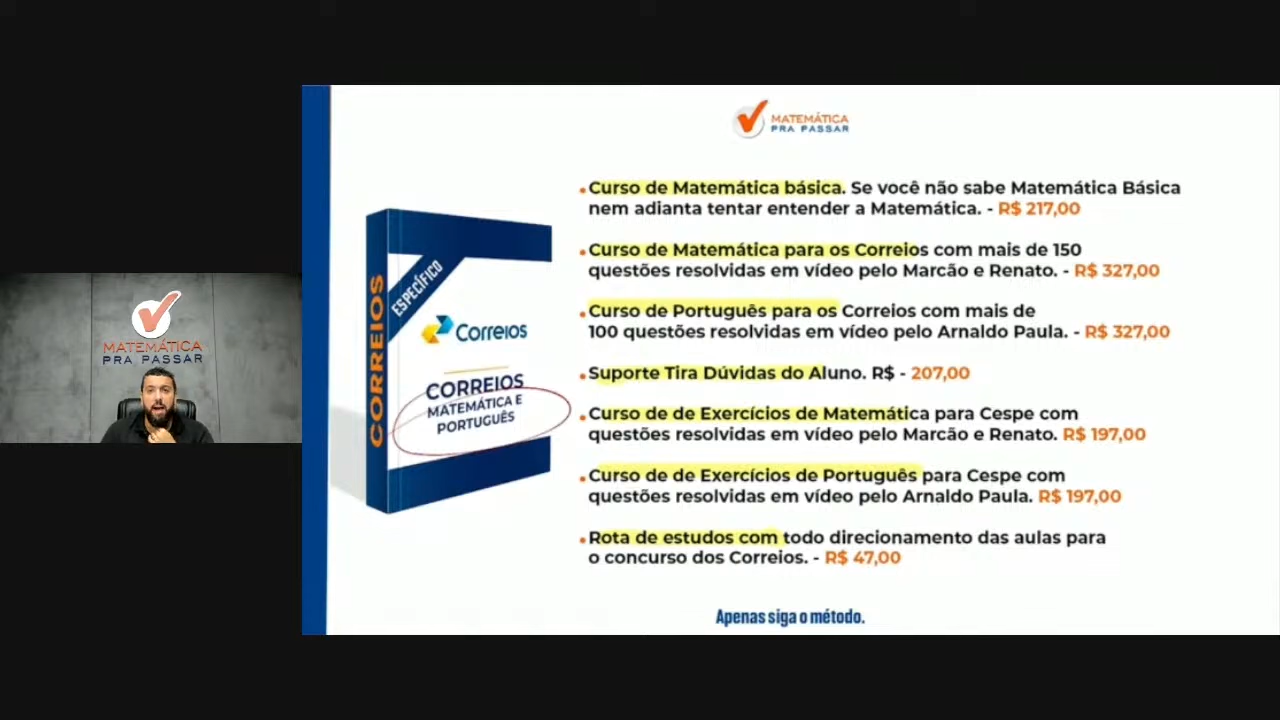 MATEMÁTICA
PRA PASSAR
MATEMÁTICA
PRA PASSAR
CORREIOS
ESPECÍFICO
Correios
CORREIOS
MATEMÁTICA E
PORTUGUÊS
Curso de Matemática básica. Se você não sabe Matemática Básica
nem adianta tentar entender a Matemática. - R$ 217,00
Curso de Matemática para os Correios com mais de 150
questões resolvidas em vídeo pelo Marcão e Renato. - R$ 327,00
Curso de Português para os Correios com mais de
100 questões resolvidas em vídeo pelo Arnaldo Paula. - R$ 327,00
Suporte Tira Dúvidas do Aluno. R$ - 207,00
Curso de de Exercícios de Matemática para Cespe com
questões resolvidas em vídeo pelo Marcão e Renato. R$ 197,00
Curso de de Exercícios de Português para Cespe com
questões resolvidas em vídeo pelo Arnaldo Paula. R$ 197,00
Rota de estudos com todo direcionamento das aulas para
o concurso dos Correios. - R$ 47,00
Apenas siga o método.